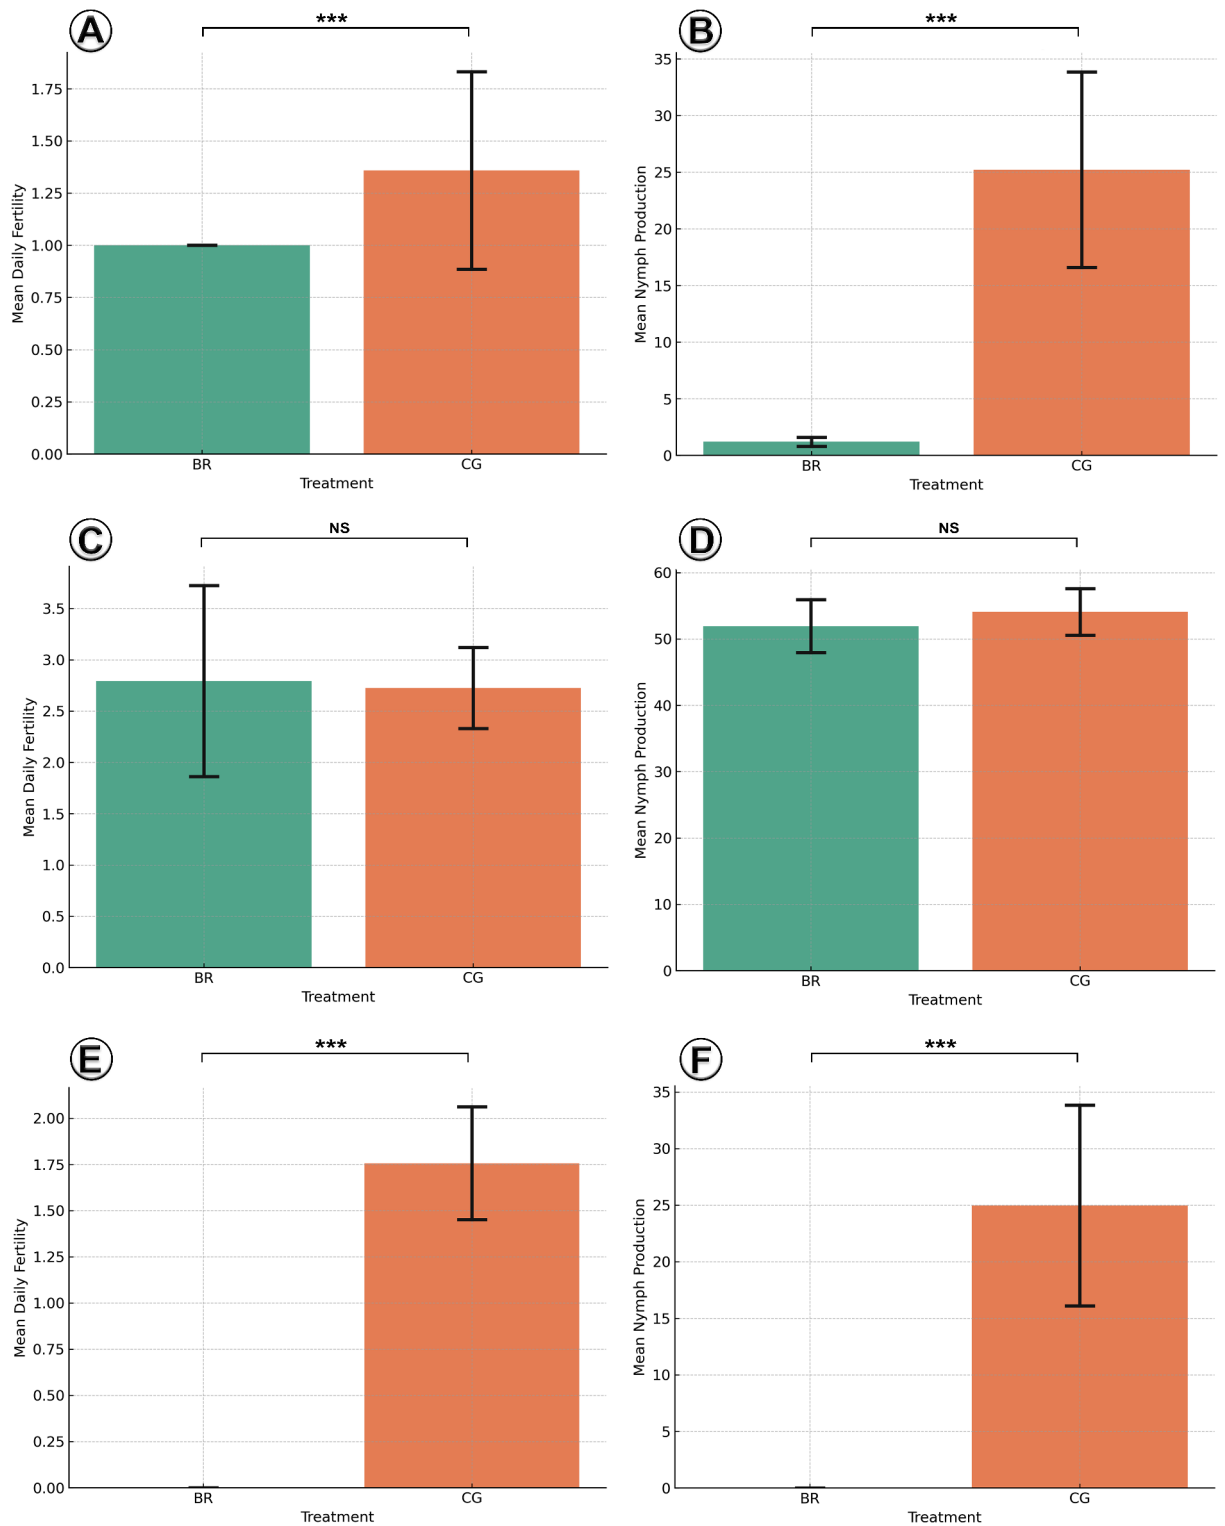 A
***
Mean Daily Fertility
1.75
1.50
1.25
1.00
0.75
0.50
0.25
0.00
BR
CG
Treatment
B
***
Mean Nymph Production
35
30
25
20
15
10
5
0
BR
CG
Treatment
C
NS
Mean Daily Fertility
3.5
3.0
2.5
2.0
1.5
1.0
0.5
0.0
BR
CG
Treatment
D
NS
Mean Nymph Production
60
50
40
30
20
10
0
BR
CG
Treatment
E
***
Mean Daily Fertility
2.00
1.75
1.50
1.25
1.00
0.75
0.50
0.25
0.00
BR
CG
Treatment
F
***
Mean Nymph Production
35
30
25
20
15
10
5
0
BR
CG
Treatment